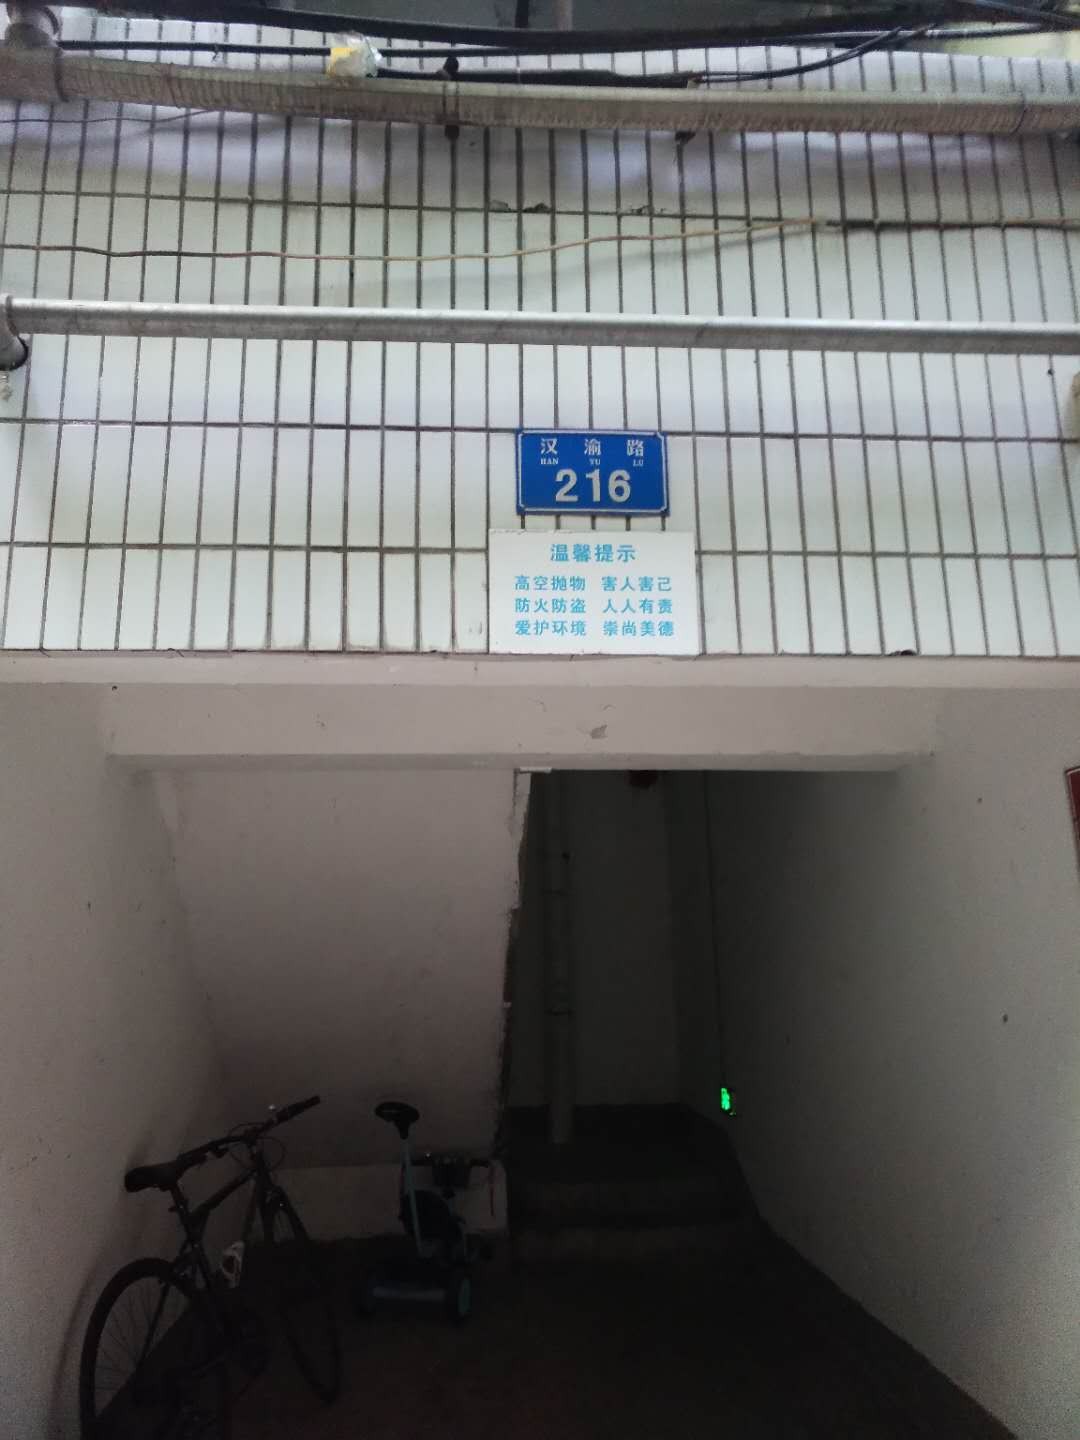 汉渝路
HAN YU LU
216
温馨提示
高空抛物 害人害己
防火防盗 人人有责
爱护环境 崇尚美德